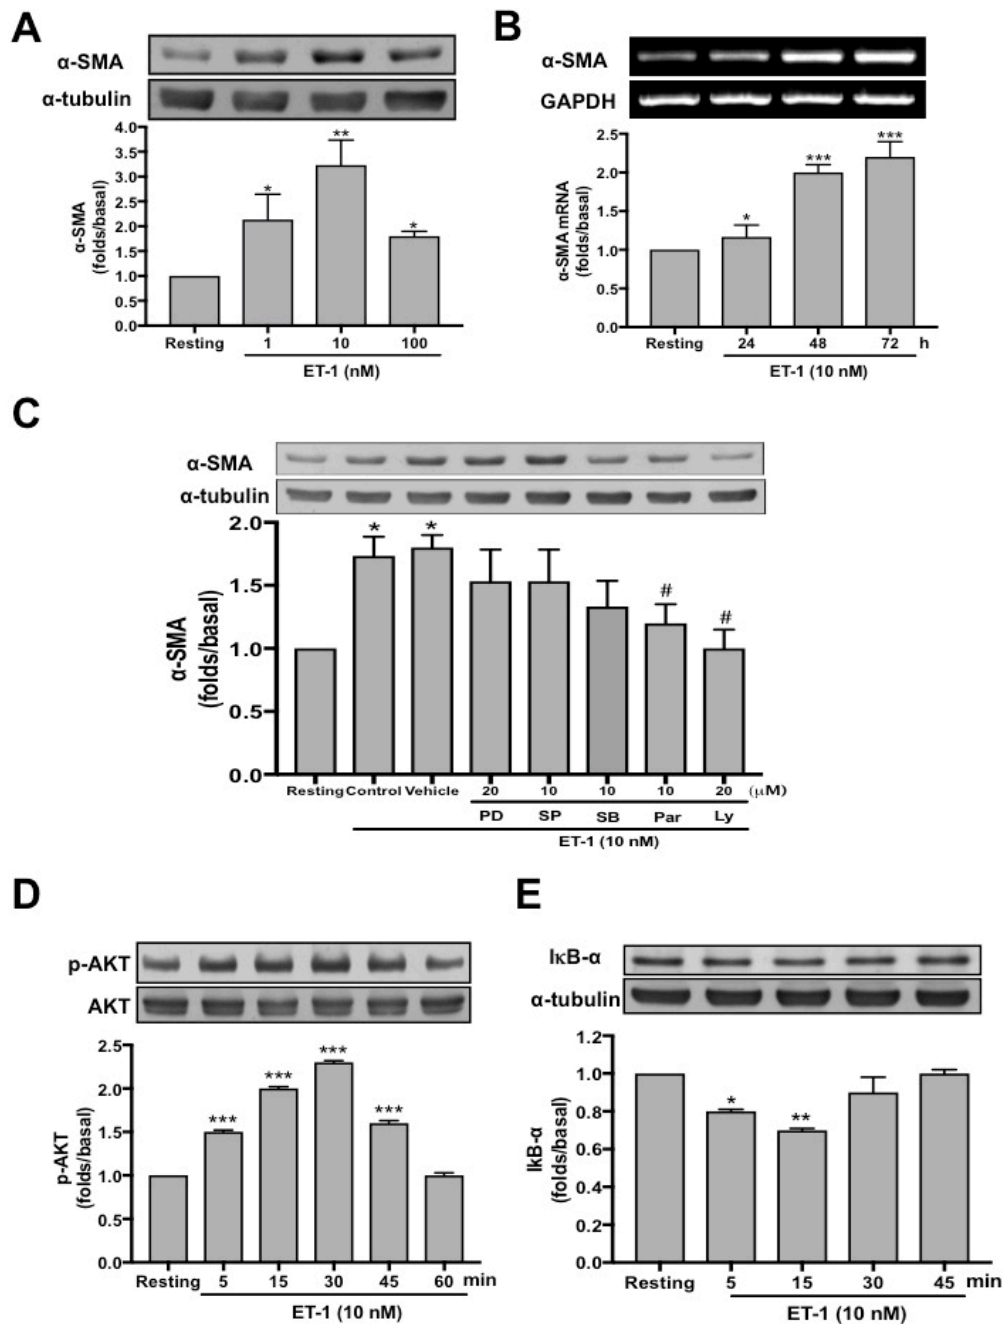 A
α-SMA
α-tubulin
4.0
3.5
3.0
2.5
2.0
1.5
1.0
0.5
0.0
α-SMA
(folds/basal)
*
**
*
Resting 1 10 100
ET-1 (nM)
B
α-SMA
GAPDH
2.5
2.0
1.5
1.0
0.5
0.0
α-SMA mRNA
(folds/basal)
*
***
***
Resting 24 48 72 h
ET-1 (10 nM)
C
α-SMA
α-tubulin
2.0
1.5
1.0
0.5
0.0
α-SMA
(folds/basal)
* *
#
#
Resting Control Vehicle 20 10 10 10 20 (μM)
PD SP SB Par Ly
ET-1 (10 nM)
D
p-AKT
AKT
2.5
2.0
1.5
1.0
0.5
0.0
p-AKT
(folds/basal)
***
***
***
***
Resting 5 15 30 45 60 min
ET-1 (10 nM)
E
IκB-α
α-tubulin
1.2
1.0
0.8
0.6
0.4
0.2
0.0
IkB-α
(folds/basal)
*
**
Resting 5 15 30 45 min
ET-1 (10 nM)